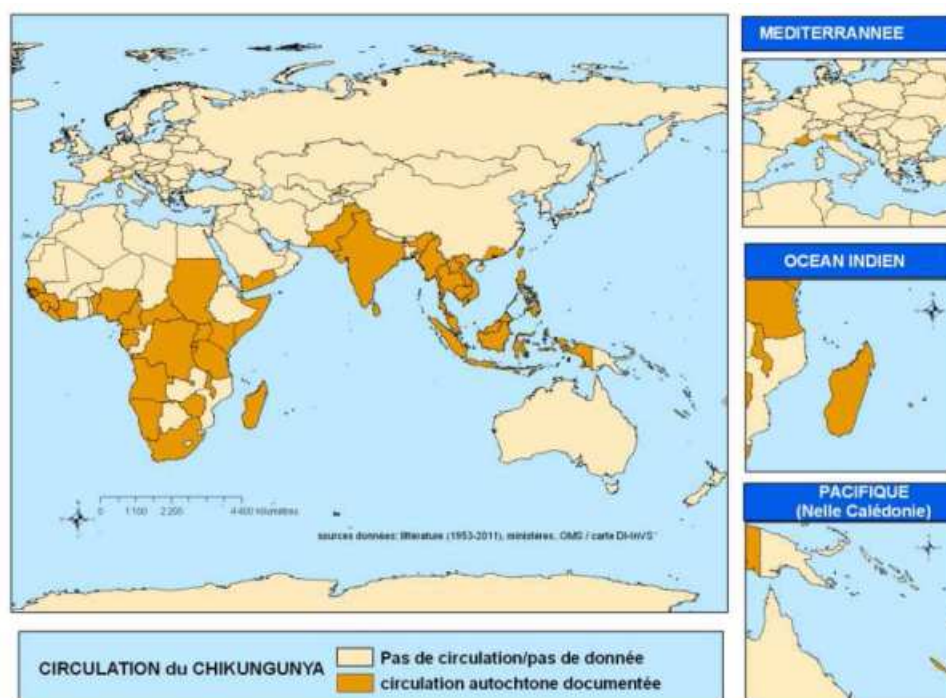 MEDITERRANNEE
OCEAN INDIEN
PACIFIQUE
(Nelle Calédonie)
0 1 100 2 200 4 400 kilomètres
sources données: litterature (1953-2011), ministères, OMS / carte DI-InVS
CIRCULATION du CHIKUNGUNYA
Pas de circulation/pas de donnée
circulation autochtone documentée